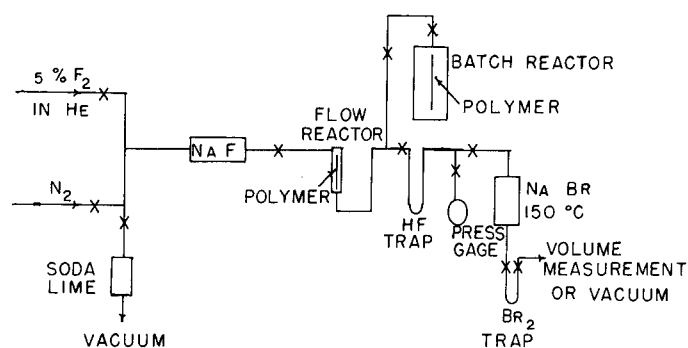 5 % F2
IN He
N2
SODA
LIME
VACUUM
NaF
FLOW
REACTOR
POLYMER
BATCH REACTOR
POLYMER
HF
TRAP
PRESS
GAGE
Na BR
150 °C
VOLUME
MEASUREMENT
OR VACUUM
BR2
TRAP